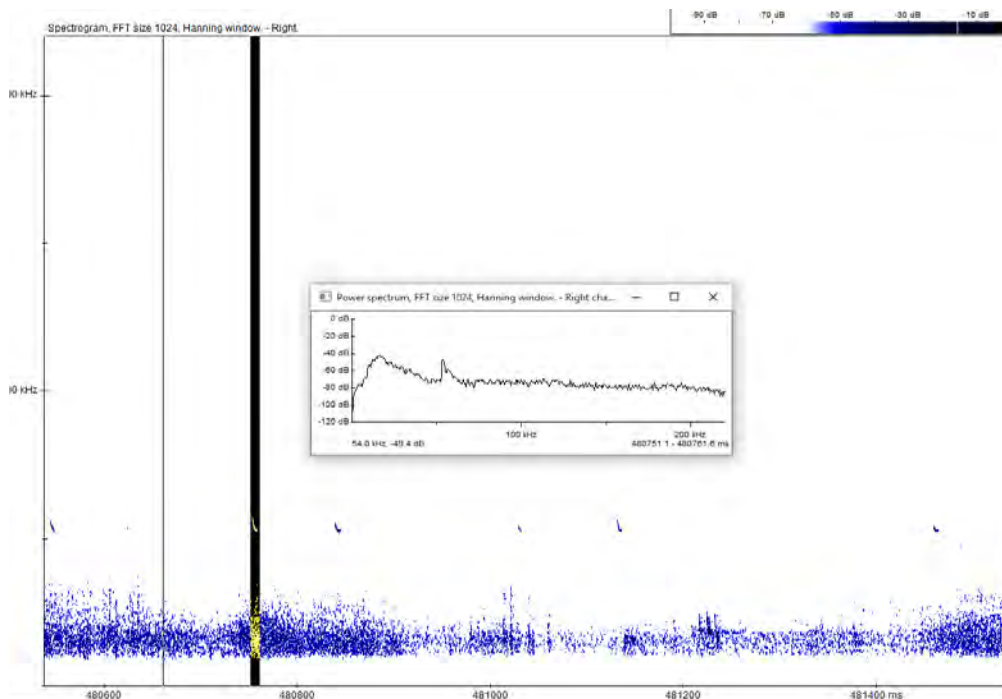 -90 dB -70 dB -50 dB -30 dB -10 dB
Spectrogram, FFT size 1024, Hanning window. - Right.
0 kHz
0 kHz
Power spectrum, FFT size 1024, Hanning window. - Right cha...
0 dB
-20 dB
-40 dB
-60 dB
-80 dB
-100 dB
-120 dB
100 kHz 200 kHz
54.0 kHz, -49.4 dB 480751.1 - 480761.6 ms
480600 480800 481000 481200 481400 ms